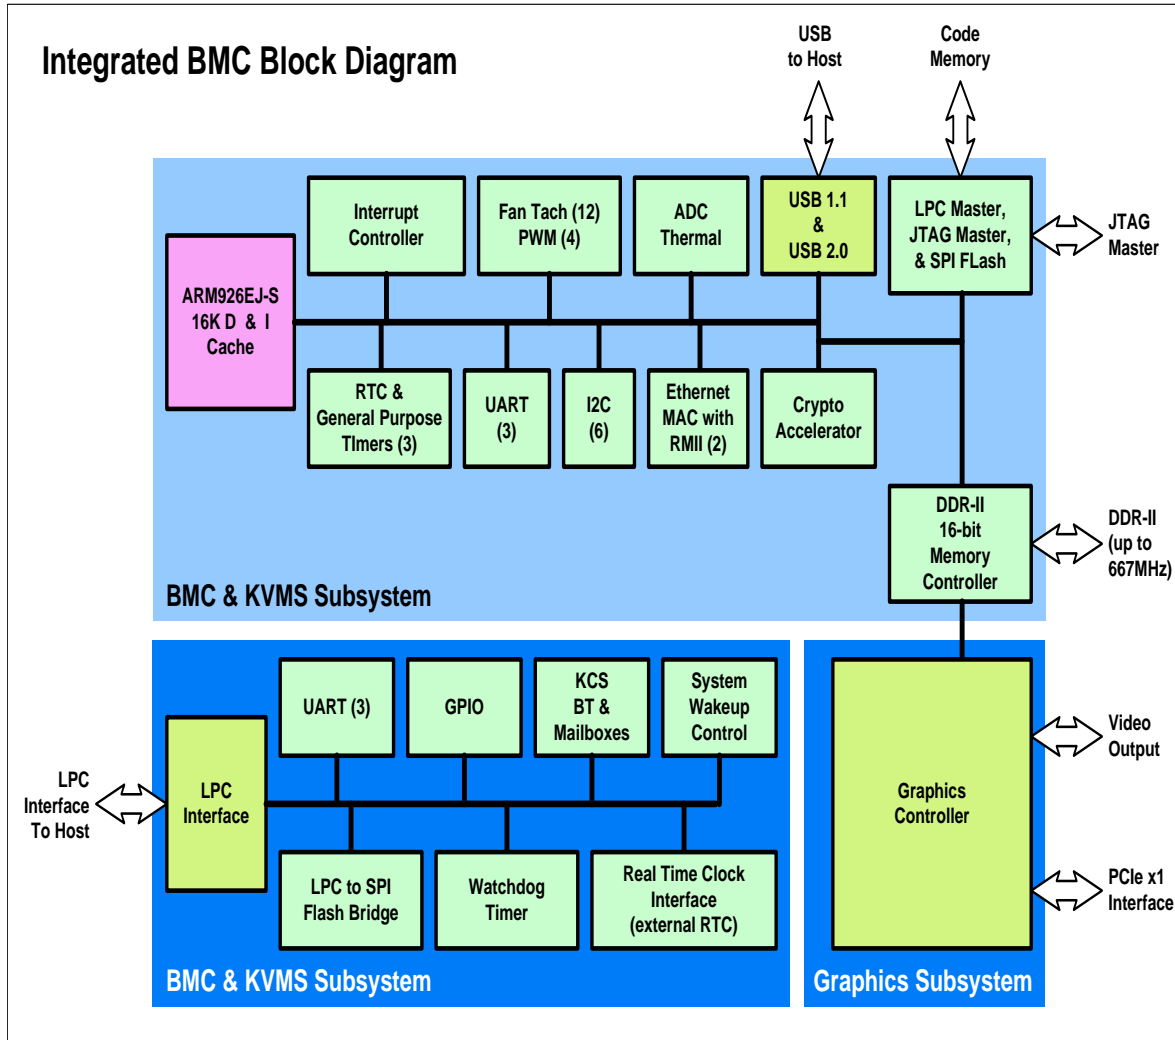 Integrated BMC Block Diagram
USB
to Host
Code
Memory
Interrupt
Controller
Fan Tach (12)
PWM (4)
ADC
Thermal
USB 1.1
&
USB 2.0
LPC Master,
JTAG Master,
& SPI FLash
JTAG
Master
ARM926EJ-S
16K D & I
Cache
RTC &
General Purpose
TImers (3)
UART
(3)
I2C
(6)
Ethernet
MAC with
RMII (2)
Crypto
Accelerator
DDR-II
16-bit
Memory
Controller
DDR-II
(up to
667MHz)
BMC & KVMS Subsystem
UART (3)
GPIO
KCS
BT &
Mailboxes
System
Wakeup
Control
LPC
Interface
To Host
LPC
Interface
LPC to SPI
Flash Bridge
Watchdog
Timer
Real Time Clock
Interface
(external RTC)
BMC & KVMS Subsystem
Graphics
Controller
Video
Output
PCIe x1
Interface
Graphics Subsystem